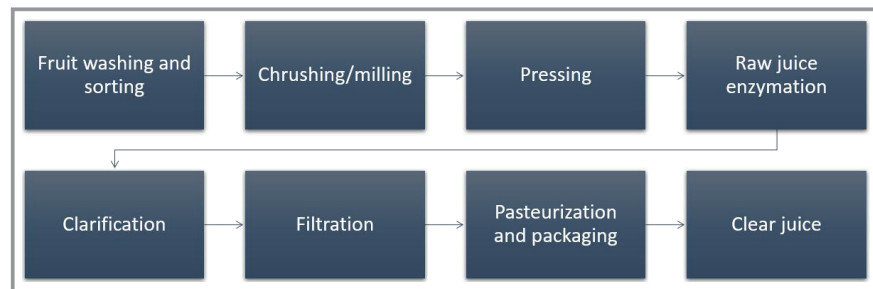 Fruit washing and
sorting
Chrushing/milling
Pressing
Raw juice
enzymation
Clarification
Filtration
Pasteurization
and packaging
Clear juice